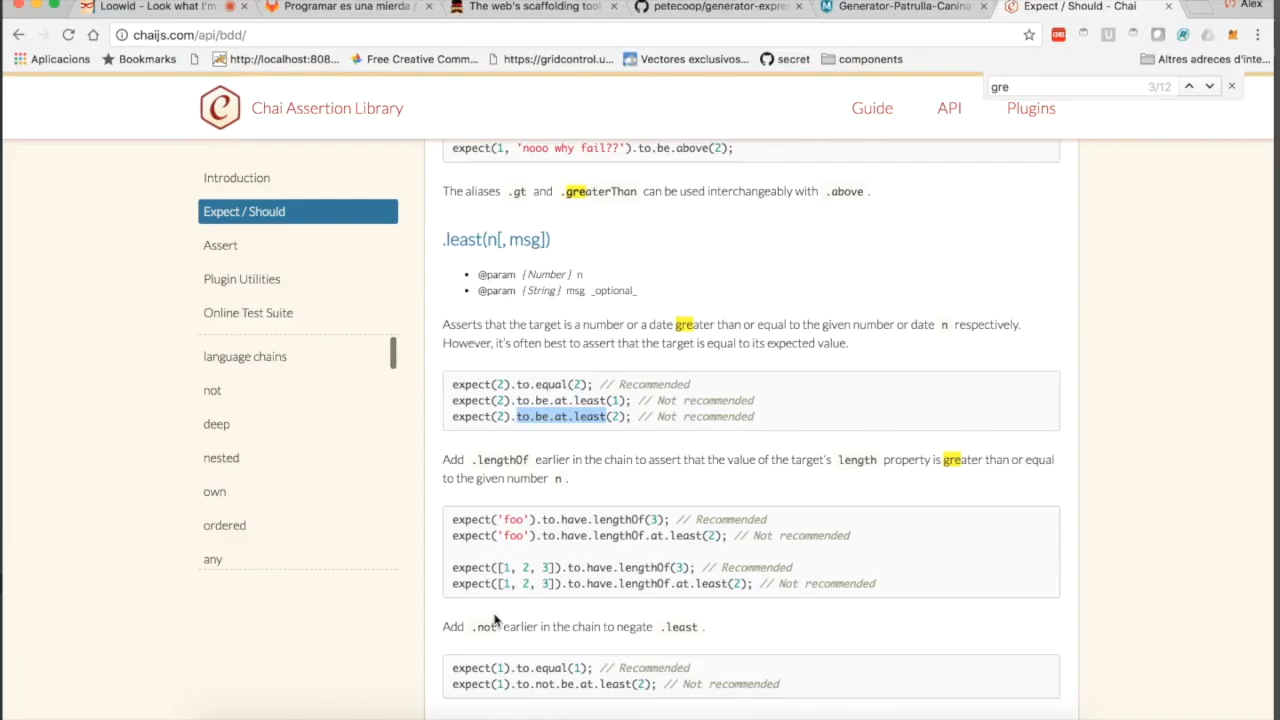 Loowid - Look what I'm
Programar es una mierda /
The web's scaffolding tool
petecoop/generator-expres
Generator-Patrulla-Canina
Expect / Should - Chai
Alex
chaijs.com/api/bdd/
Aplicacions
Bookmarks
http://localhost:808...
Free Creative Comm...
https://gridcontrol.u...
Vectores exclusivos...
secret
components
Altres adreces d'inte...
gre
3/12
Chai Assertion Library
Guide
API
Plugins
Introduction
Expect / Should
Assert
Plugin Utilities
Online Test Suite
language chains
not
deep
nested
own
ordered
any
expect(1, 'nooo why fail??').to.be.above(2);
The aliases .gt and .greaterThan can be used interchangeably with .above .
.least(n[, msg])
@param {Number} n
@param {String} msg _optional_
Asserts that the target is a number or a date greater than or equal to the given number or date n respectively.
However, it's often best to assert that the target is equal to its expected value.
expect(2).to.equal(2); // Recommended
expect(2).to.be.at.least(1); // Not recommended
expect(2).to.be.at.least(2); // Not recommended
Add .lengthOf earlier in the chain to assert that the value of the target's length property is greater than or equal
to the given number n .
expect('foo').to.have.lengthOf(3); // Recommended
expect('foo').to.have.lengthOf.at.least(2); // Not recommended
expect([1, 2, 3]).to.have.lengthOf(3); // Recommended
expect([1, 2, 3]).to.have.lengthOf.at.least(2); // Not recommended
Add .not earlier in the chain to negate .least .
expect(1).to.equal(1); // Recommended
expect(1).to.not.be.at.least(2); // Not recommended